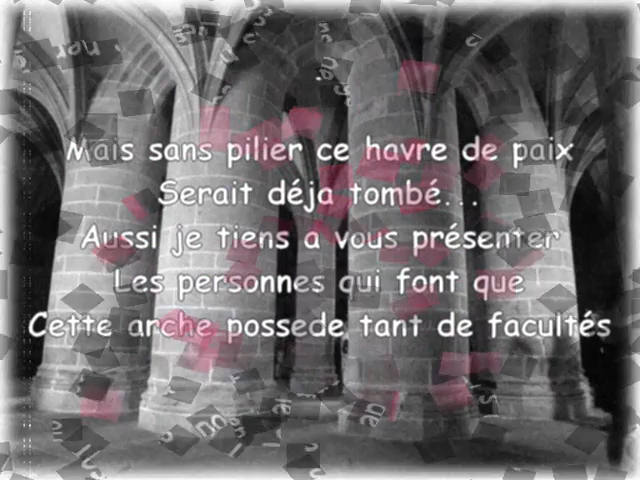 Mais sans pilier ce havre de paix
Serait déja tombé...
Aussi je tiens a vous présenter
Les personnes qui font que
Cette arche possede tant de facultés